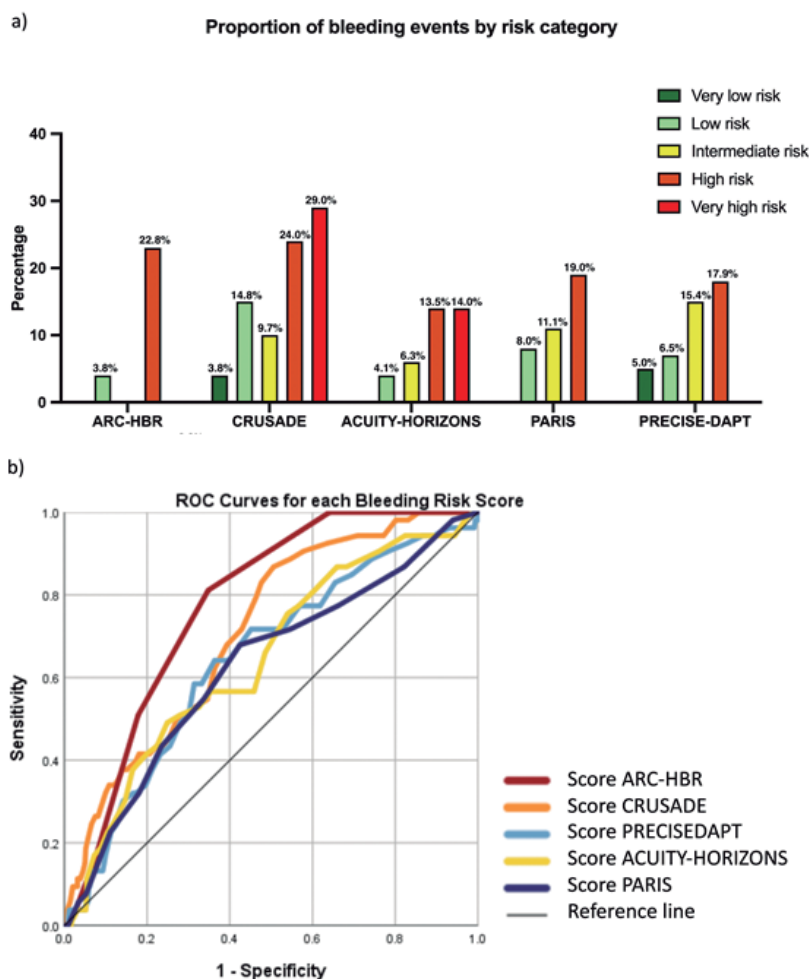 a)
Proportion of bleeding events by risk category
Very low risk
Low risk
Intermediate risk
High risk
Very high risk
Percentage
40
30
20
10
0
3.8%
22.8%
3.8%
14.8%
9.7%
24.0%
29.0%
4.1%
6.3%
13.5%
14.0%
8.0%
11.1%
19.0%
5.0%
6.5%
15.4%
17.9%
ARC-HBR
CRUSADE
ACUITY-HORIZONS
PARIS
PRECISE-DAPT
b)
ROC Curves for each Bleeding Risk Score
Sensitivity
1.0
0.8
0.6
0.4
0.2
0.0
0.0
0.2
0.4
0.6
0.8
1.0
1 - Specificity
Score ARC-HBR
Score CRUSADE
Score PRECISEDAPT
Score ACUITY-HORIZONS
Score PARIS
Reference line